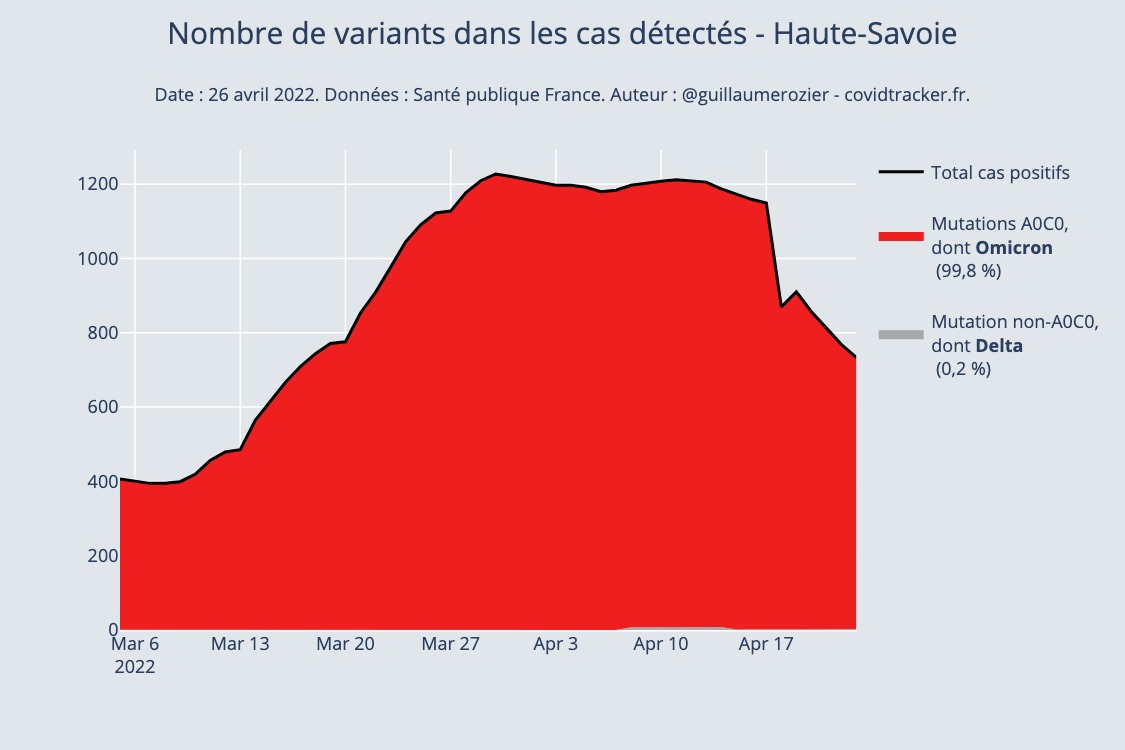 Nombre de variants dans les cas détectés - Haute-Savoie
Date : 26 avril 2022. Données : Santé publique France. Auteur : @guillaumerozier - covidtracker.fr.
1200
1000
800
600
400
200
0
Mar 6
2022
Mar 13
Mar 20
Mar 27
Apr 3
Apr 10
Apr 17
Total cas positifs
Mutations A0C0,
dont Omicron
(99,8 %)
Mutation non-A0C0,
dont Delta
(0,2 %)